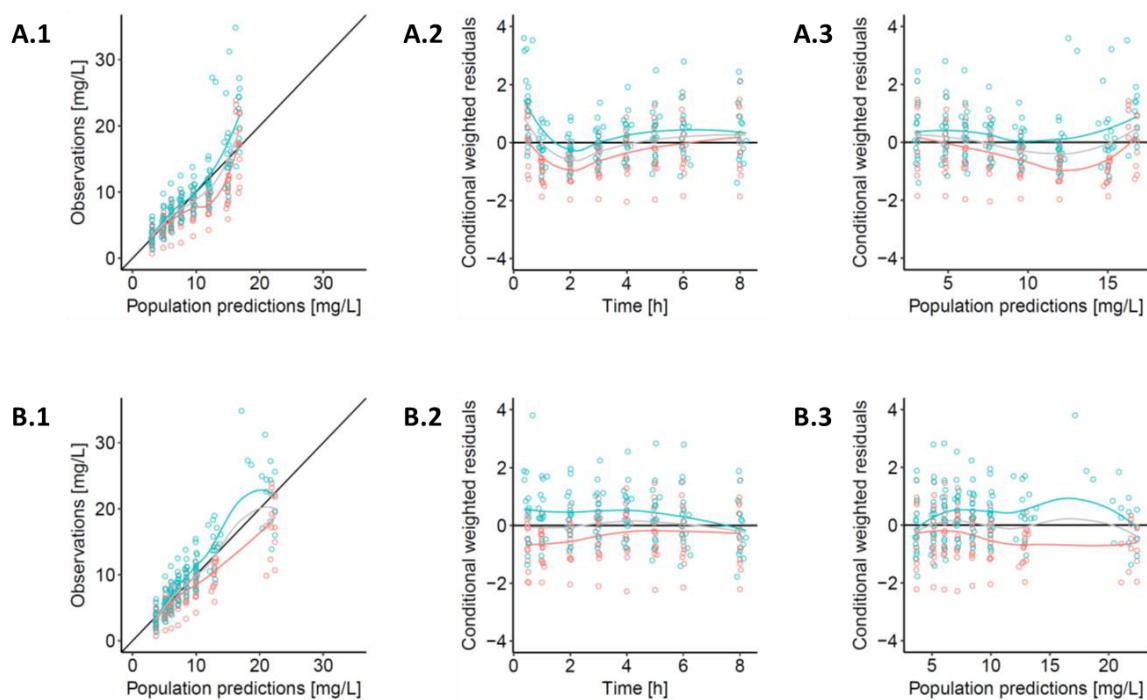 A.1
Observations [mg/L]
30
20
10
0
0 10 20 30
Population predictions [mg/L]
A.2
Conditional weighted residuals
4
2
0
−2
−4
0 2 4 6 8
Time [h]
A.3
Conditional weighted residuals
4
2
0
−2
−4
5 10 15
Population predictions [mg/L]
B.1
Observations [mg/L]
30
20
10
0
0 10 20 30
Population predictions [mg/L]
B.2
Conditional weighted residuals
4
2
0
−2
−4
0 2 4 6 8
Time [h]
B.3
Conditional weighted residuals
4
2
0
−2
−4
5 10 15 20
Population predictions [mg/L]